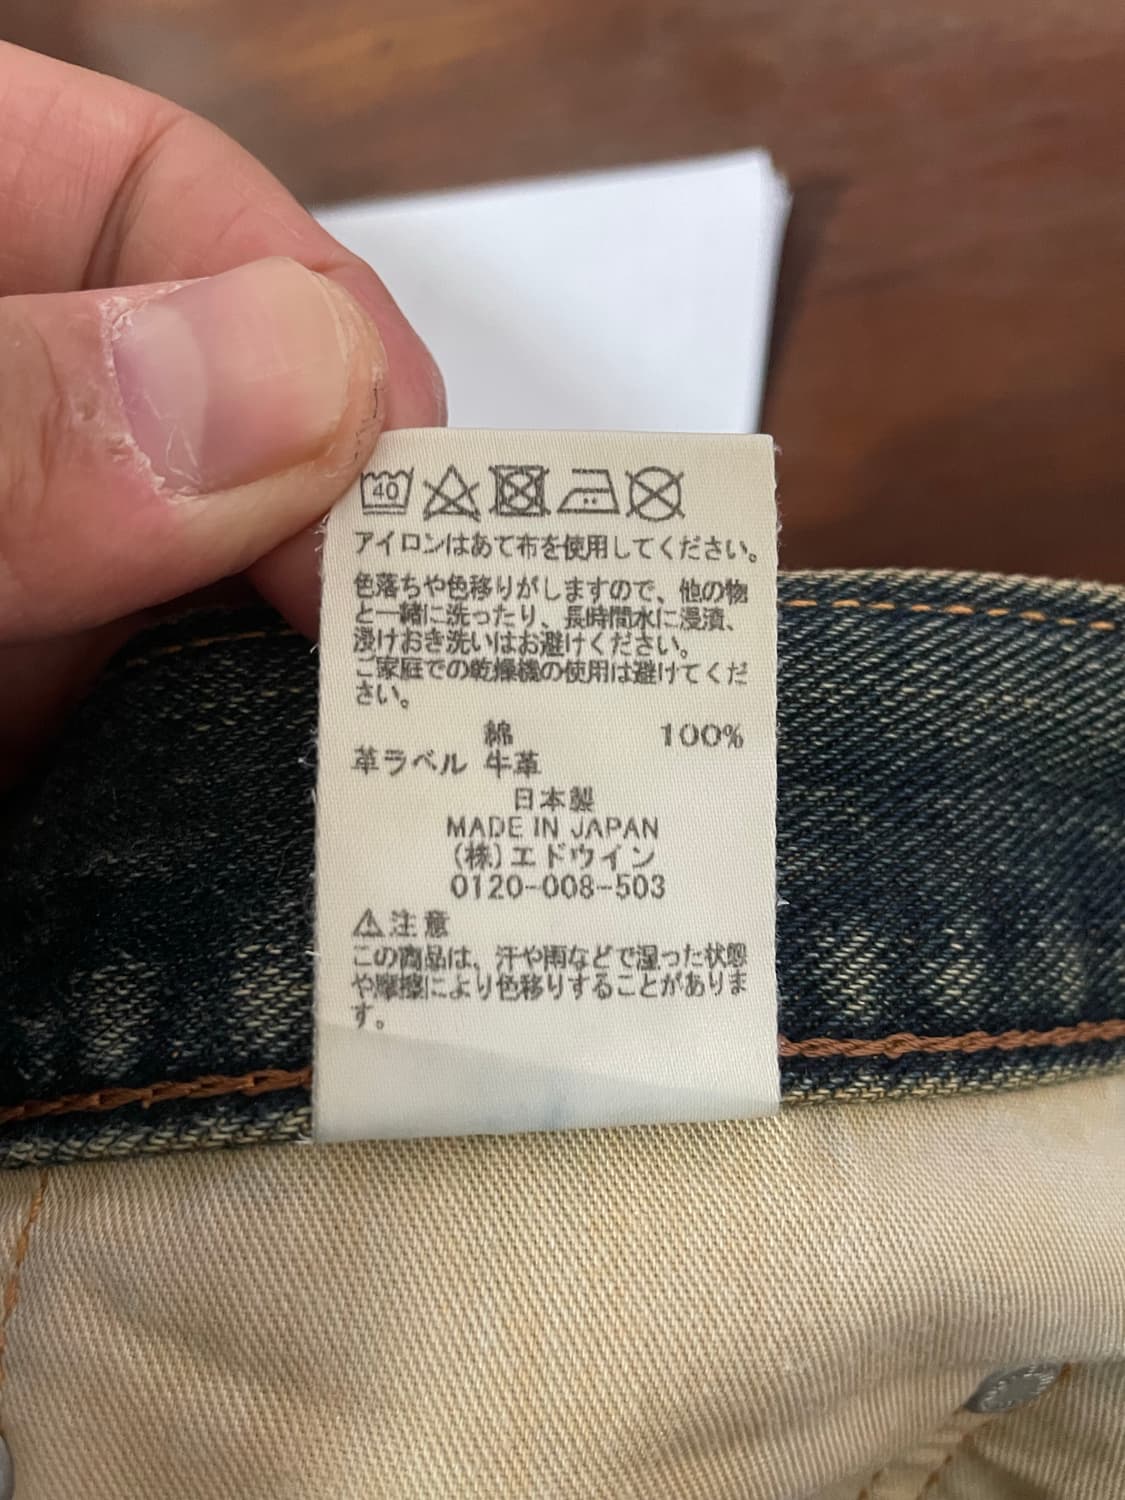 40
アイロンはあて布を使用してください。
色落ちや色移りがしますので、他の物
と一緒に洗ったり、長時間水に浸漬、
浸けおき洗いはお避けください。
ご家庭での乾燥機の使用は避けてくだ
さい。
綿 100%
革ラベル 牛革
日本製
MADE IN JAPAN
(株)エドウイン
0120-008-503
⚠注意
この商品は、汗や雨などで湿った状態
や摩擦により色移りすることがありま
す。